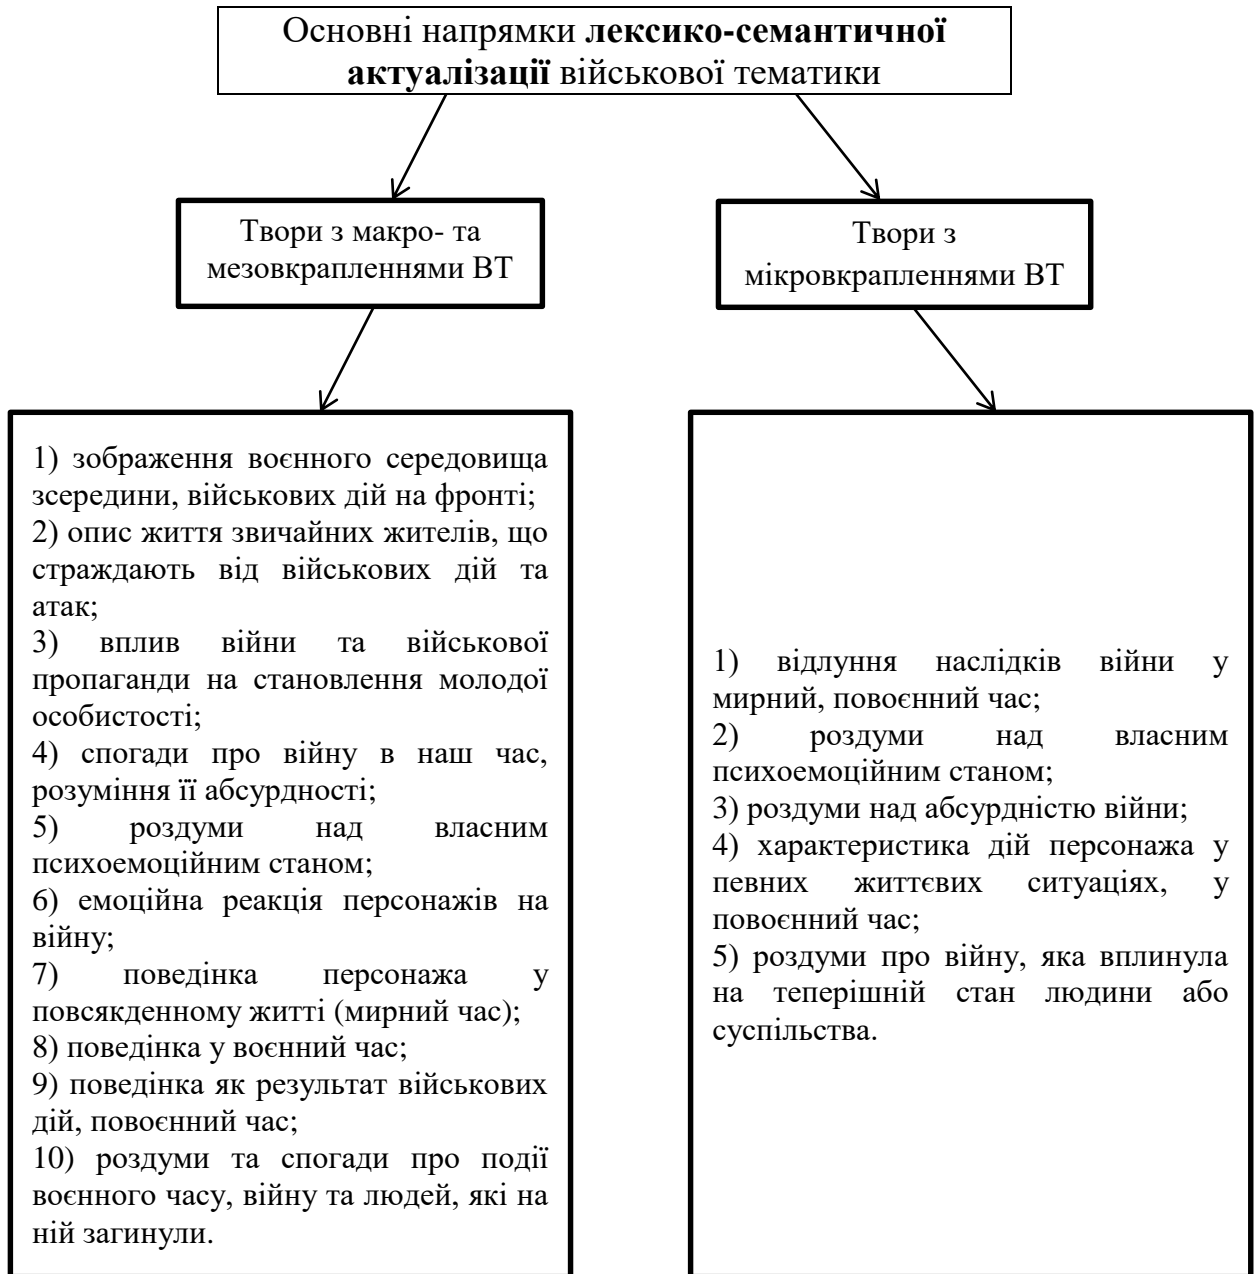 Основні напрямки лексико-семантичної
актуалізації військової тематики
Твори з макро- та
мезовкрапленнями ВТ
Твори з
мікровкрапленнями ВТ
1) зображення воєнного середовища
зсередини, військових дій на фронті;
2) опис життя звичайних жителів, що
страждають від військових дій та
атак;
3) вплив війни та військової
пропаганди на становлення молодої
особистості;
4) спогади про війну в наш час,
розуміння її абсурдності;
5) роздуми над власним
психоемоційним станом;
6) емоційна реакція персонажів на
війну;
7) поведінка персонажа у
повсякденному житті (мирний час);
8) поведінка у воєнний час;
9) поведінка як результат військових
дій, повоєнний час;
10) роздуми та спогади про події
воєнного часу, війну та людей, які на
ній загинули.
1) відлуння наслідків війни у
мирний, повоєнний час;
2) роздуми над власним
психоемоційним станом;
3) роздуми над абсурдністю війни;
4) характеристика дій персонажа у
певних життєвих ситуаціях, у
повоєнний час;
5) роздуми про війну, яка вплинула
на теперішній стан людини або
суспільства.